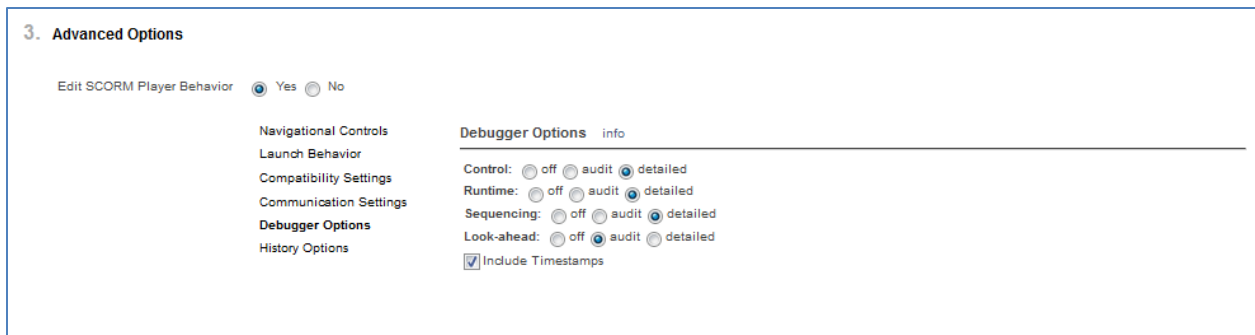 3. Advanced Options
Edit SCORM Player Behavior Yes No
Navigational Controls
Launch Behavior
Compatibility Settings
Communication Settings
Debugger Options
History Options
Debugger Options info
Control: off audit detailed
Runtime: off audit detailed
Sequencing: off audit detailed
Look-ahead: off audit detailed
Include Timestamps